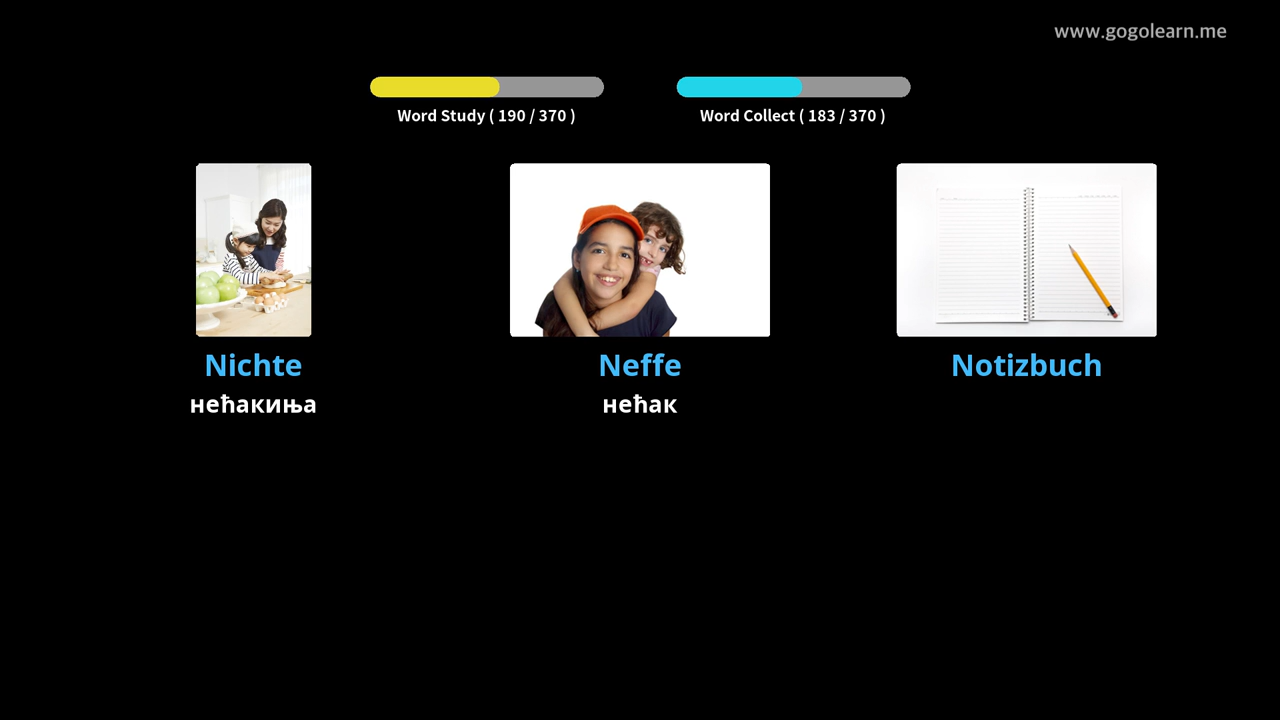 www.gogolearn.me
Word Study ( 190 / 370 )
Word Collect ( 183 / 370 )
Nichte
нећакиња
Neffe
нећак
Notizbuch